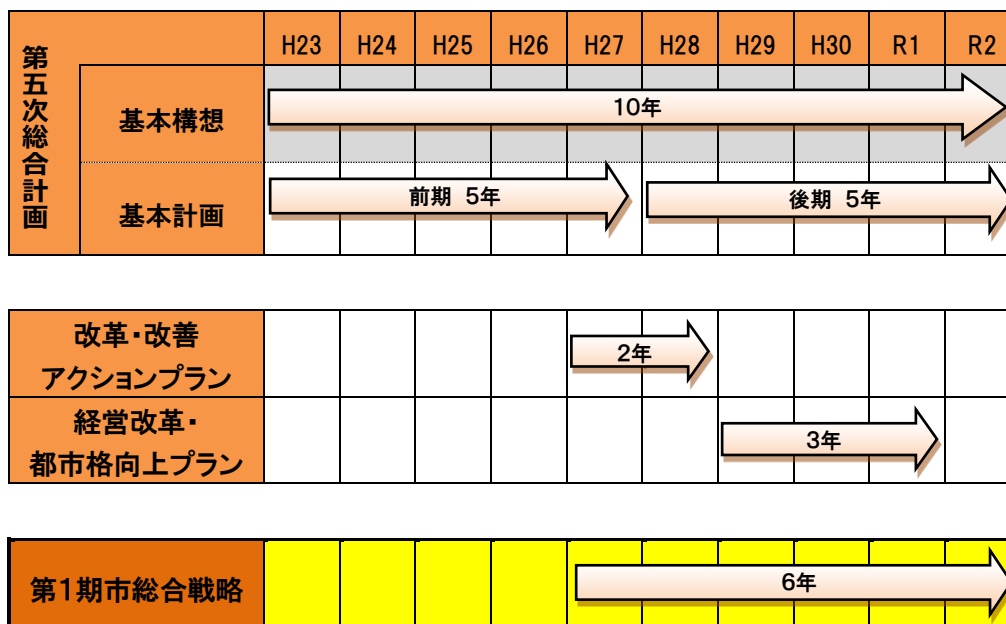 第五次総合計画
H23 H24 H25 H26 H27 H28 H29 H30 R1 R2
基本構想
10年
基本計画
前期 5年
後期 5年
改革・改善
アクションプラン
2年
経営改革・
都市格向上プラン
3年
第1期市総合戦略
6年